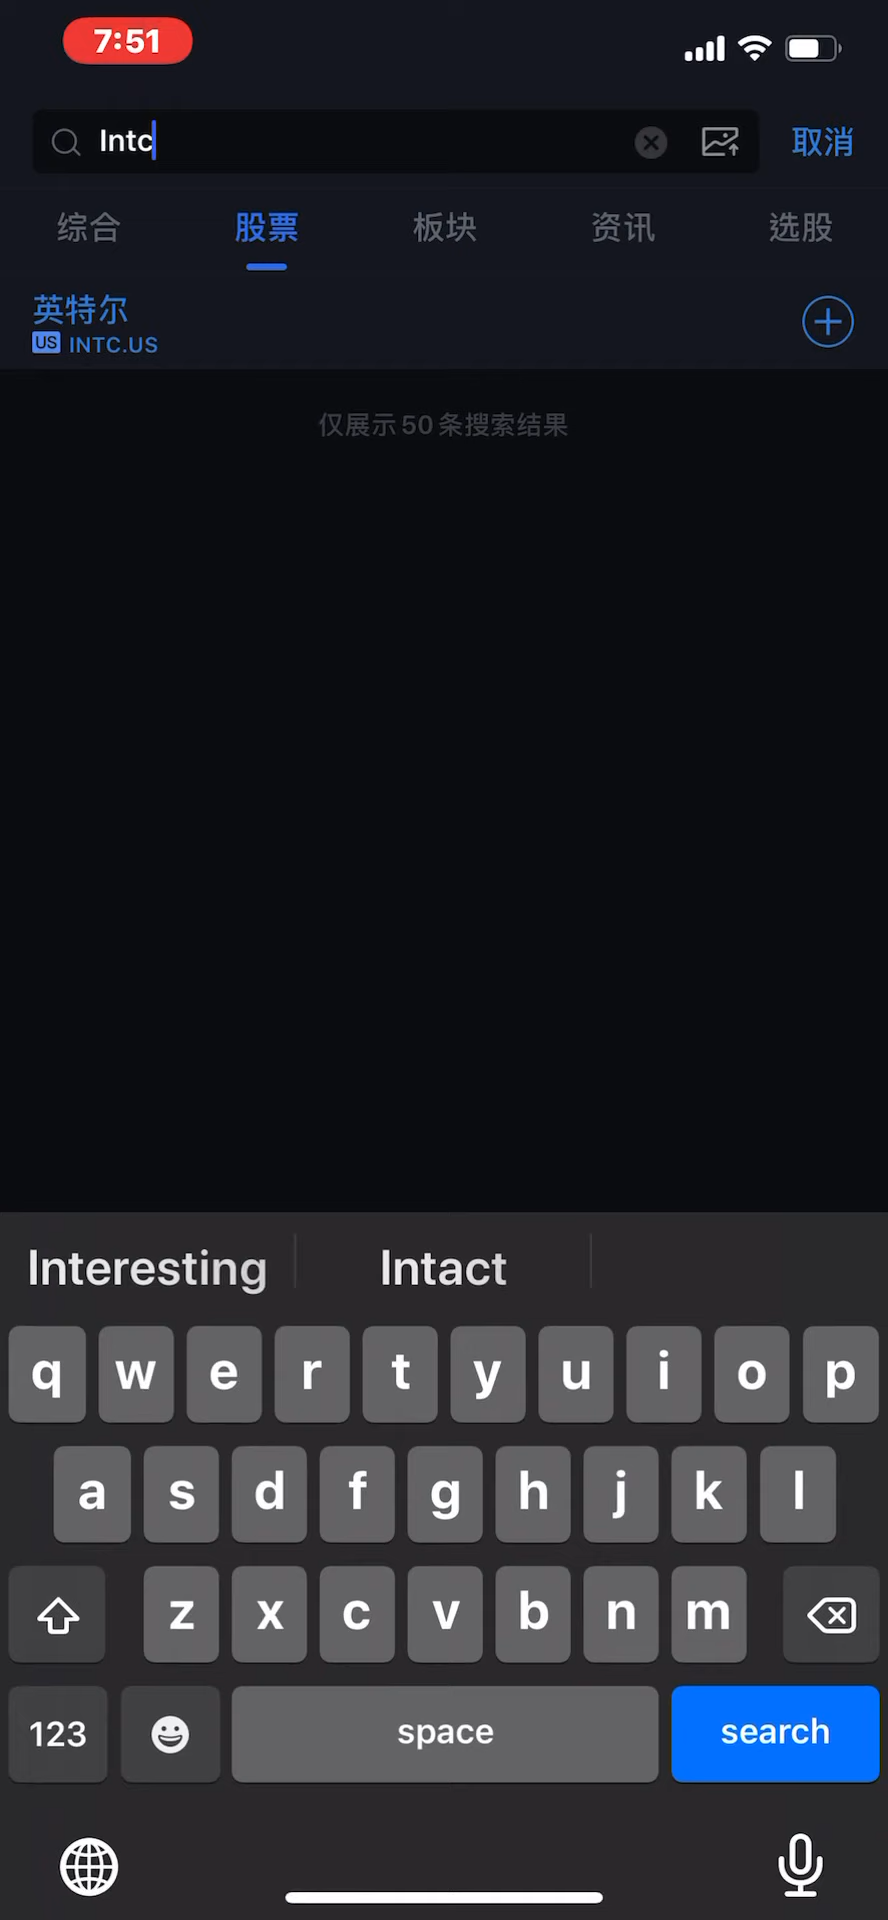 7:51
Intc
取消
综合 股票 板块 资讯 选股
英特尔
US INTC.US
仅展示50条搜索结果
Interesting Intact
q w e r t y u i o p
a s d f g h j k l
z x c v b n m
123 space search